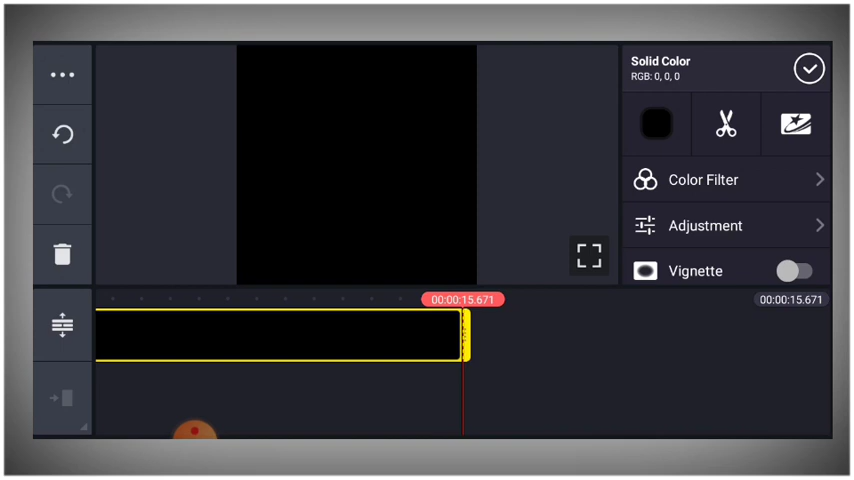 Solid Color
RGB: 0, 0, 0
Color Filter
Adjustment
Vignette
00:00:15.671
00:00:15.671